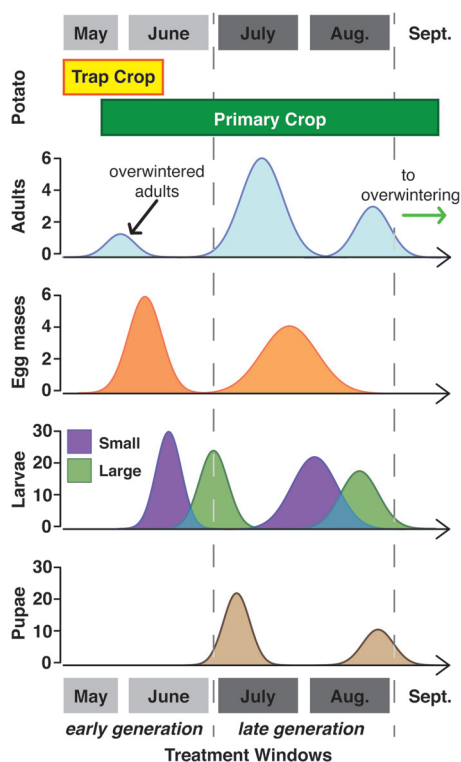 May June July Aug. Sept.
Potato
Trap Crop
Primary Crop
Adults
6
4
2
0
overwintered
adults
to
overwintering
Egg mases
6
4
2
0
Larvae
30
20
10
0
Small
Large
Pupae
30
20
10
0
May June July Aug. Sept.
early generation late generation
Treatment Windows